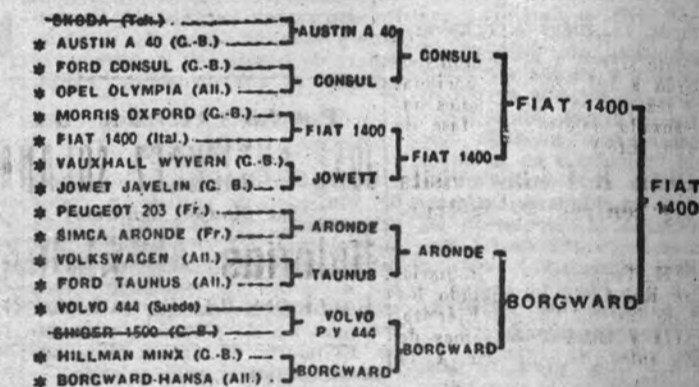 SKODA (Tch.)
* AUSTIN A 40 (G.-B.)
* FORD CONSUL (G.-B.)
* OPEL OLYMPIA (All.)
* MORRIS OXFORD (G.-B.)
* FIAT 1400 (Ital.)
* VAUXHALL WYVERN (G.-B.)
* JOWET JAVELIN (G. B.)
* PEUGEOT 203 (Fr.)
* SIMCA ARONDE (Fr.)
* VOLKSWAGEN (All.)
* FORD TAUNUS (All.)
* VOLVO 444 (Suede)
SINGER 1500 (G-B.)
* HILLMAN MINX (G.-B.)
* BORGWARD-HANSA (All.)
AUSTIN A 40
CONSUL
FIAT 1400
JOWETT
ARONDE
TAUNUS
VOLVO
P V 444
BORGWARD
CONSUL
FIAT 1400
ARONDE
BORGWARD
FIAT 1400
BORGWARD
FIAT
1400